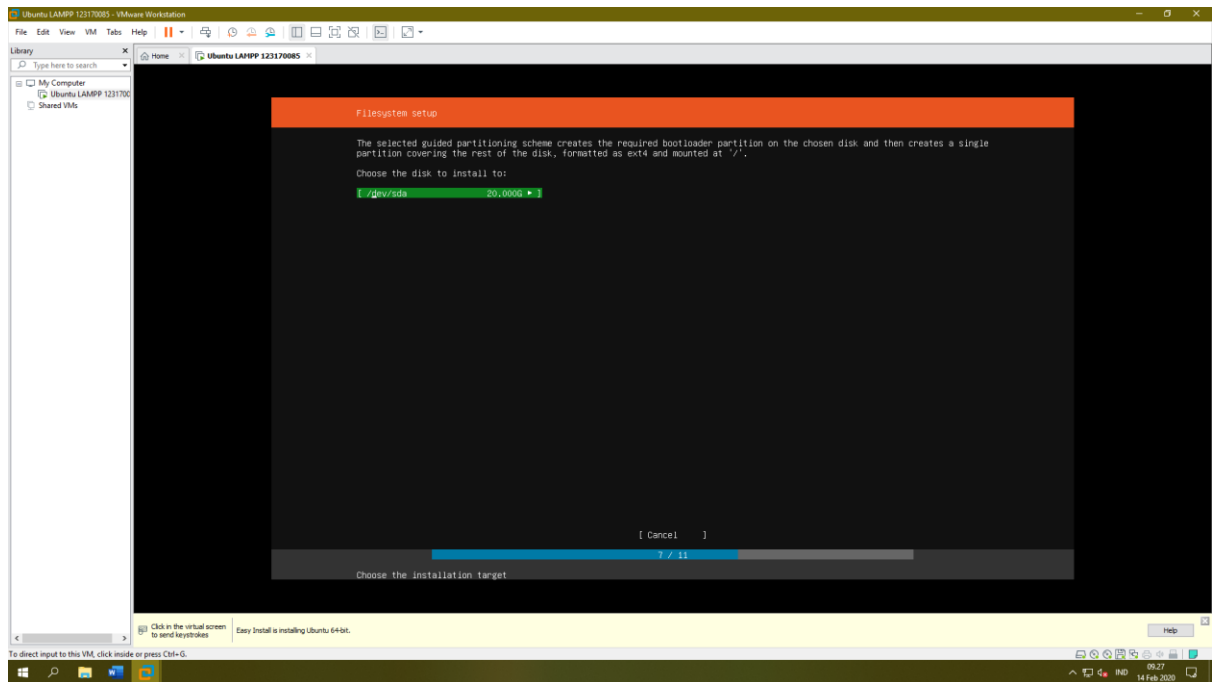 Ubuntu LAMPP 123170085 - VMware Workstation
File Edit View VM Tabs Help
Library
Home
Ubuntu LAMPP 123170085
Type here to search
My Computer
Ubuntu LAMPP 1231700
Shared VMs
Filesystem setup
The selected guided partitioning scheme creates the required bootloader partition on the chosen disk and then creates a single
partition covering the rest of the disk, formatted as ext4 and mounted at '/'.
Choose the disk to install to:
[ /dev/sda 20.000G ▸ ]
[ Cancel ]
7 / 11
Choose the installation target
Click in the virtual screen
to send keystrokes
Easy Install is installing Ubuntu 64-bit.
Help
To direct input to this VM, click inside or press Ctrl+G.
IND
09.27
14 Feb 2020